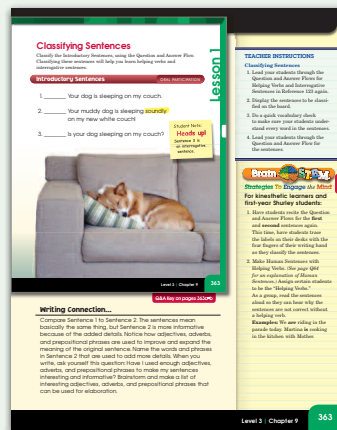 Classifying Sentences
Classify the Introductory Sentences, using the Question and Answer Flow.
Classifying these sentences will help you learn helping verbs and
interrogative sentences.
Introductory Sentences
ORAL PARTICIPATION
1. Your dog is sleeping on my couch.
2. Your muddy dog is sleeping soundly
on my new white couch!
3. Is your dog sleeping on my couch?
Student Note:
Heads up!
Sentence 3 is
an interrogative
sentence.
Lesson 1
Level 3 | Chapter 9 363
Q&A Key on pages
Writing Connection...
Compare Sentence 1 to Sentence 2. The sentences mean
basically the same thing, but Sentence 2 is more informative
because of the added details. Notice how adjectives, adverbs,
and prepositional phrases are used to improve and expand the
meaning of the original sentence. Name the words and phrases
in Sentence 2 that are used to add more details. When you
write, ask yourself this question: Have I used enough adjectives,
adverbs, and prepositional phrases to make my sentences
interesting and informative? Brainstorm and make a list of
interesting adjectives, adverbs, and prepositional phrases that
can be used for elaboration.
TEACHER INSTRUCTIONS
Classifying Sentences
1. Lead your students through the
Question and Answer Flows for
Helping Verbs and Interrogative
Sentences in Reference 123 again.
2. Display the sentences to be classi-
fied on the board.
3. Do a quick vocabulary check
to make sure your students under-
stand every word in the sentences.
4. Lead your students through the
Question and Answer Flow for
the sentences.
Brain STEM
Strategies To Engage the Mind
For kinesthetic learners and
first-year Shurley students:
1. Have students recite the Question
and Answer Flows for the first
and second sentences again.
This time, have students trace
the labels on their desks with the
four fingers of their writing hand
as they classify the sentences.
2. Make Human Sentences with
Helping Verbs. (See page
for an explanation of Human
Sentences.) Assign certain students
to be the "Helping Verbs."
As a group, read the sentences
aloud so they can hear why the
sentences are not correct without
a helping verb.
Examples: We are riding in the
parade today. Martina is cooking
in the kitchen with Mother.
Level 3 | Chapter 9 363